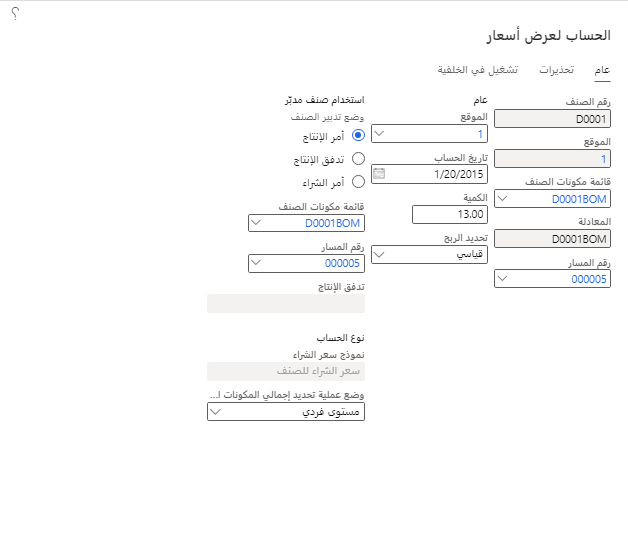 ؟
الحساب لعرض أسعار
عام
تحذيرات
تشغيل في الخلفية
رقم الصنف
D0001
الموقع
1
قائمة مكونات الصنف
D0001BOM
المعادلة
D0001BOM
رقم المسار
000005
عام
الموقع
1
تاريخ الحساب
1/20/2015
الكمية
13.00
تحديد الربح
قياسي
استخدام صنف مدبّر
وضع تدبير الصنف
أمر الإنتاج
تدفق الإنتاج
أمر الشراء
قائمة مكونات الصنف
D0001BOM
رقم المسار
000005
تدفق الإنتاج
نوع الحساب
نموذج سعر الشراء
سعر الشراء للصنف
وضع عملية تحديد إجمالي المكونات ا...
مستوى فردي